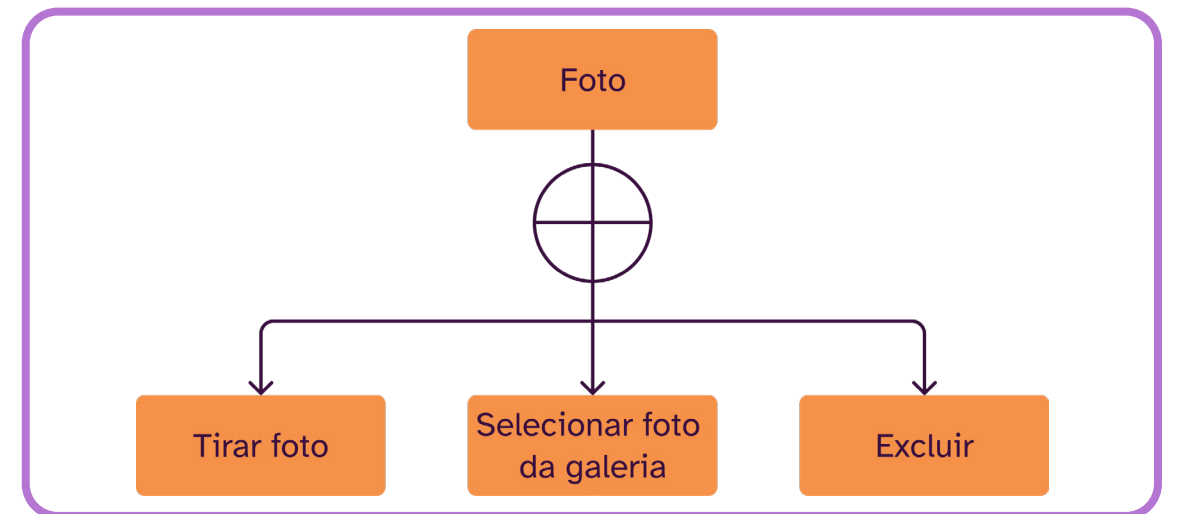 Foto
Tirar foto
Selecionar foto
da galeria
Excluir